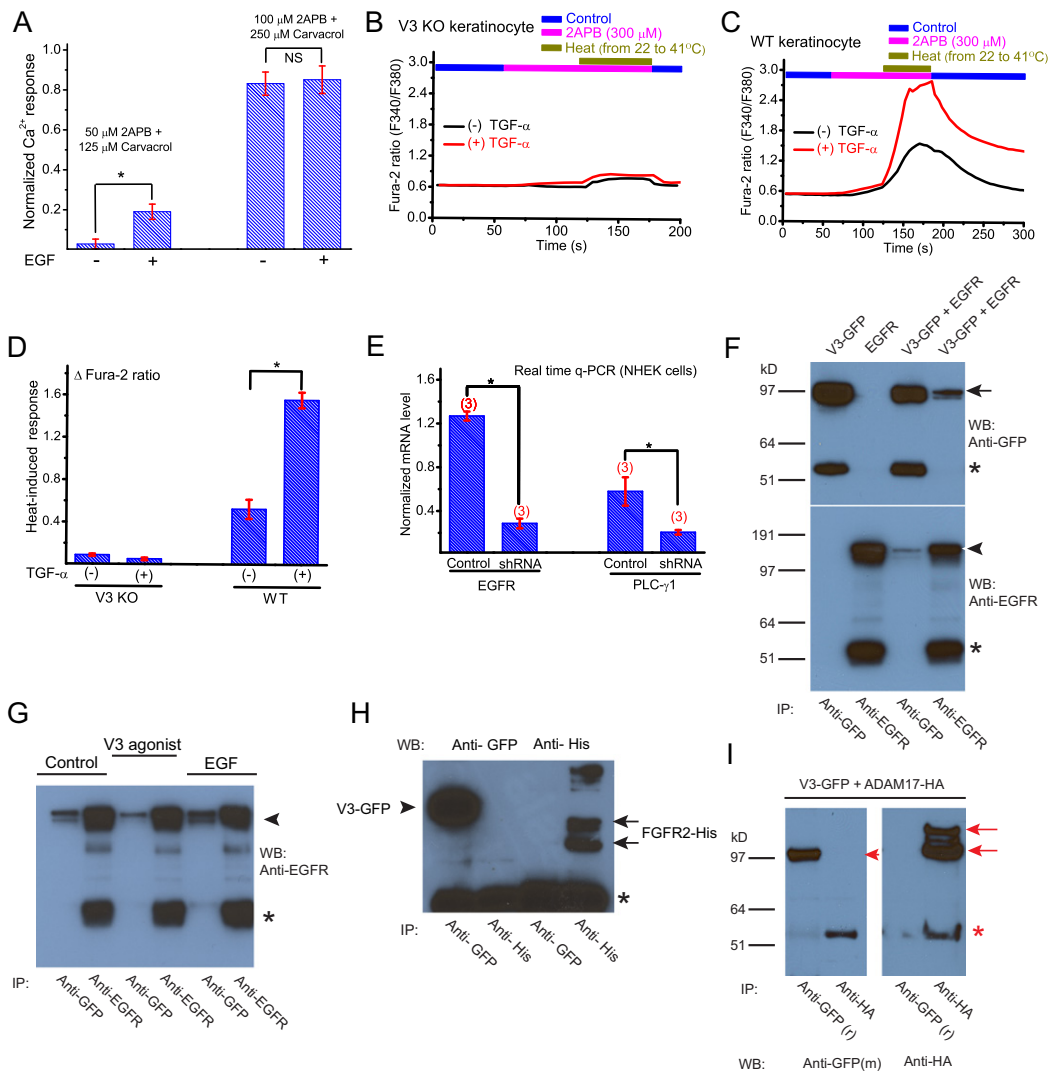 A
Normalized Ca2+ response
1.0
0.8
0.6
0.4
0.2
50 µM 2APB +
125 µM Carvacrol
*
100 µM 2APB +
250 µM Carvacrol
NS
EGF - + - +
B
V3 KO keratinocyte
Control
2APB (300 µM)
Heat (from 22 to 41°C)
Fura-2 ratio (F340/F380)
3.0
2.4
1.8
1.2
0.6
0.0
(-) TGF-α
(+) TGF-α
0 50 100 150 200
Time (s)
C
WT keratinocyte
Control
2APB (300 µM)
Heat (from 22 to 41°C)
Fura-2 ratio (F340/F380)
3.0
2.4
1.8
1.2
0.6
0.0
(-) TGF-α
(+) TGF-α
0 50 100 150 200 250 300
Time (s)
D
Δ Fura-2 ratio
*
Heat-induced response
1.6
1.2
0.8
0.4
TGF-α (-) (+) (-) (+)
V3 KO WT
E
Real time q-PCR (NHEK cells)
Normalized mRNA level
1.6
1.2
0.8
0.4
* *
(3) (3) (3) (3)
Control shRNA Control shRNA
EGFR PLC-γ1
F
V3-GFP EGFR V3-GFP + EGFR V3-GFP + EGFR
kD
97
64
51
WB:
Anti-GFP
*
191
97
64
51
WB:
Anti-EGFR
*
IP: Anti-GFP Anti-EGFR Anti-GFP Anti-EGFR
G
Control V3 agonist EGF
WB:
Anti-EGFR
*
IP: Anti-GFP Anti-EGFR Anti-GFP Anti-EGFR Anti-GFP Anti-EGFR
H
WB: Anti- GFP Anti- His
V3-GFP
FGFR2-His
*
IP: Anti- GFP Anti- His Anti- GFP Anti- His
I
V3-GFP + ADAM17-HA
kD
97
64
51
*
IP: Anti-GFP (r) Anti-HA Anti-GFP (r) Anti-HA
WB: Anti-GFP(m) Anti-HA